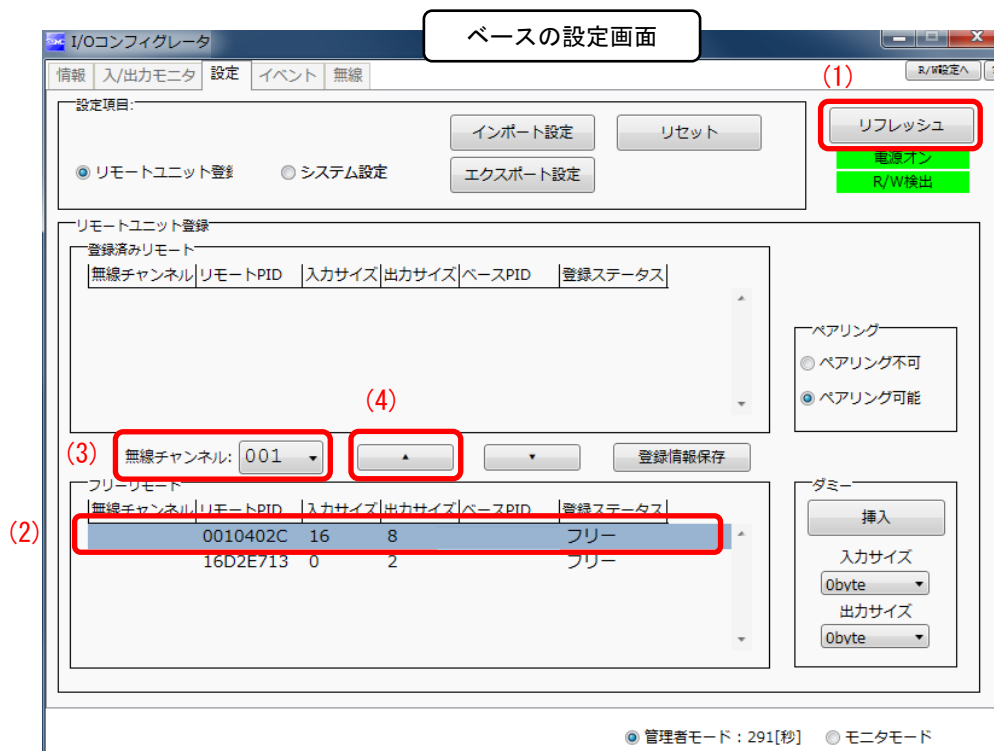 ベースの設定画面
I/Oコンフィグレータ
情報 入/出力モニタ 設定 イベント 無線
R/W設定へ
(1)
設定項目:
インポート設定 リセット
リフレッシュ
リモートユニット登録 システム設定 エクスポート設定
電源オン
R/W検出
リモートユニット登録
登録済みリモート
無線チャンネル リモートPID 入力サイズ 出力サイズ ベースPID 登録ステータス
ペアリング
ペアリング不可
ペアリング可能
(4)
(3) 無線チャンネル: 001 ▲ ▼ 登録情報保存
フリーリモート
無線チャンネル リモートPID 入力サイズ 出力サイズ ベースPID 登録ステータス
(2) 0010402C 16 8 フリー
16D2E713 0 2 フリー
ダミー
挿入
入力サイズ
0byte
出力サイズ
0byte
管理者モード：291[秒] モニタモード